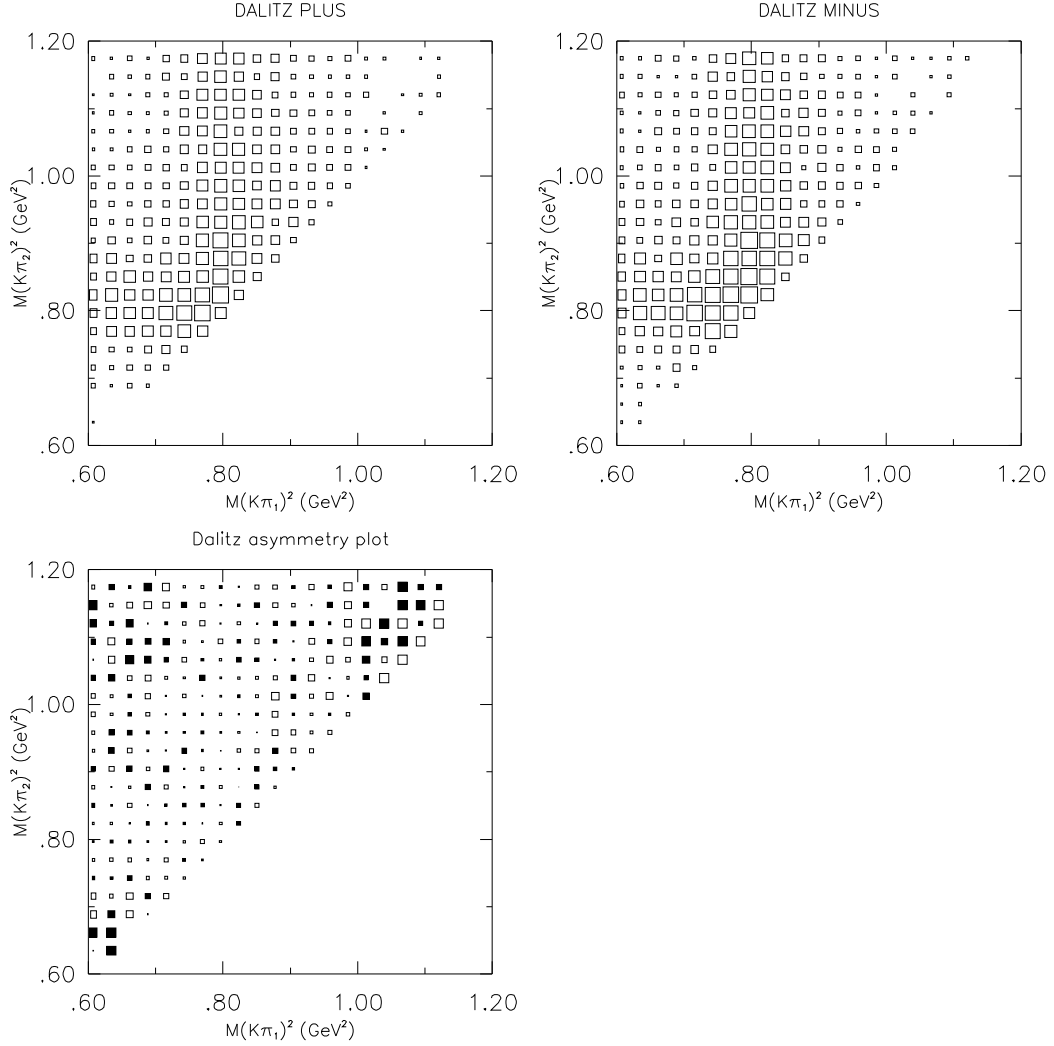 DALITZ PLUS
1.20
1.00
.80
.60
M(Kπ₂)² (GeV²)
.60 .80 1.00 1.20
M(Kπ₁)² (GeV²)
DALITZ MINUS
1.20
1.00
.80
.60
M(Kπ₂)² (GeV²)
.60 .80 1.00 1.20
M(Kπ₁)² (GeV²)
Dalitz asymmetry plot
1.20
1.00
.80
.60
M(Kπ₂)² (GeV²)
.60 .80 1.00 1.20
M(Kπ₁)² (GeV²)